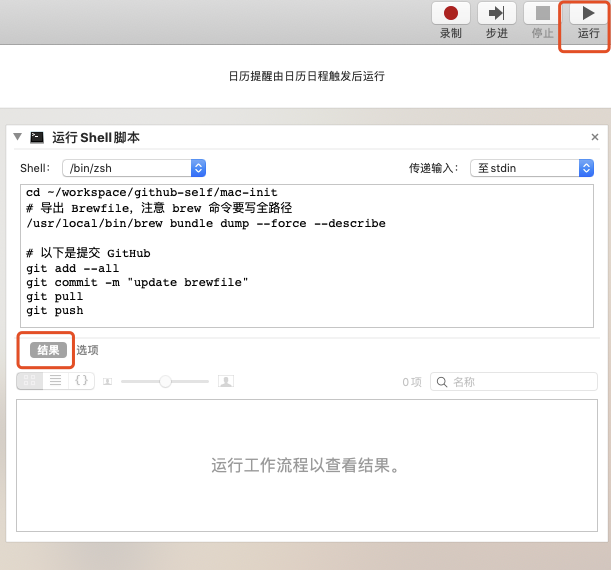 录制 步进 停止 运行
日历提醒由日历日程触发后运行
运行 Shell 脚本
Shell: /bin/zsh 传递输入: 至 stdin
cd ~/workspace/github-self/mac-init
# 导出 Brewfile，注意 brew 命令要写全路径
/usr/local/bin/brew bundle dump --force --describe
# 以下是提交 GitHub
git add --all
git commit -m "update brewfile"
git pull
git push
结果 选项
{} 0 项 名称
运行工作流程以查看结果。